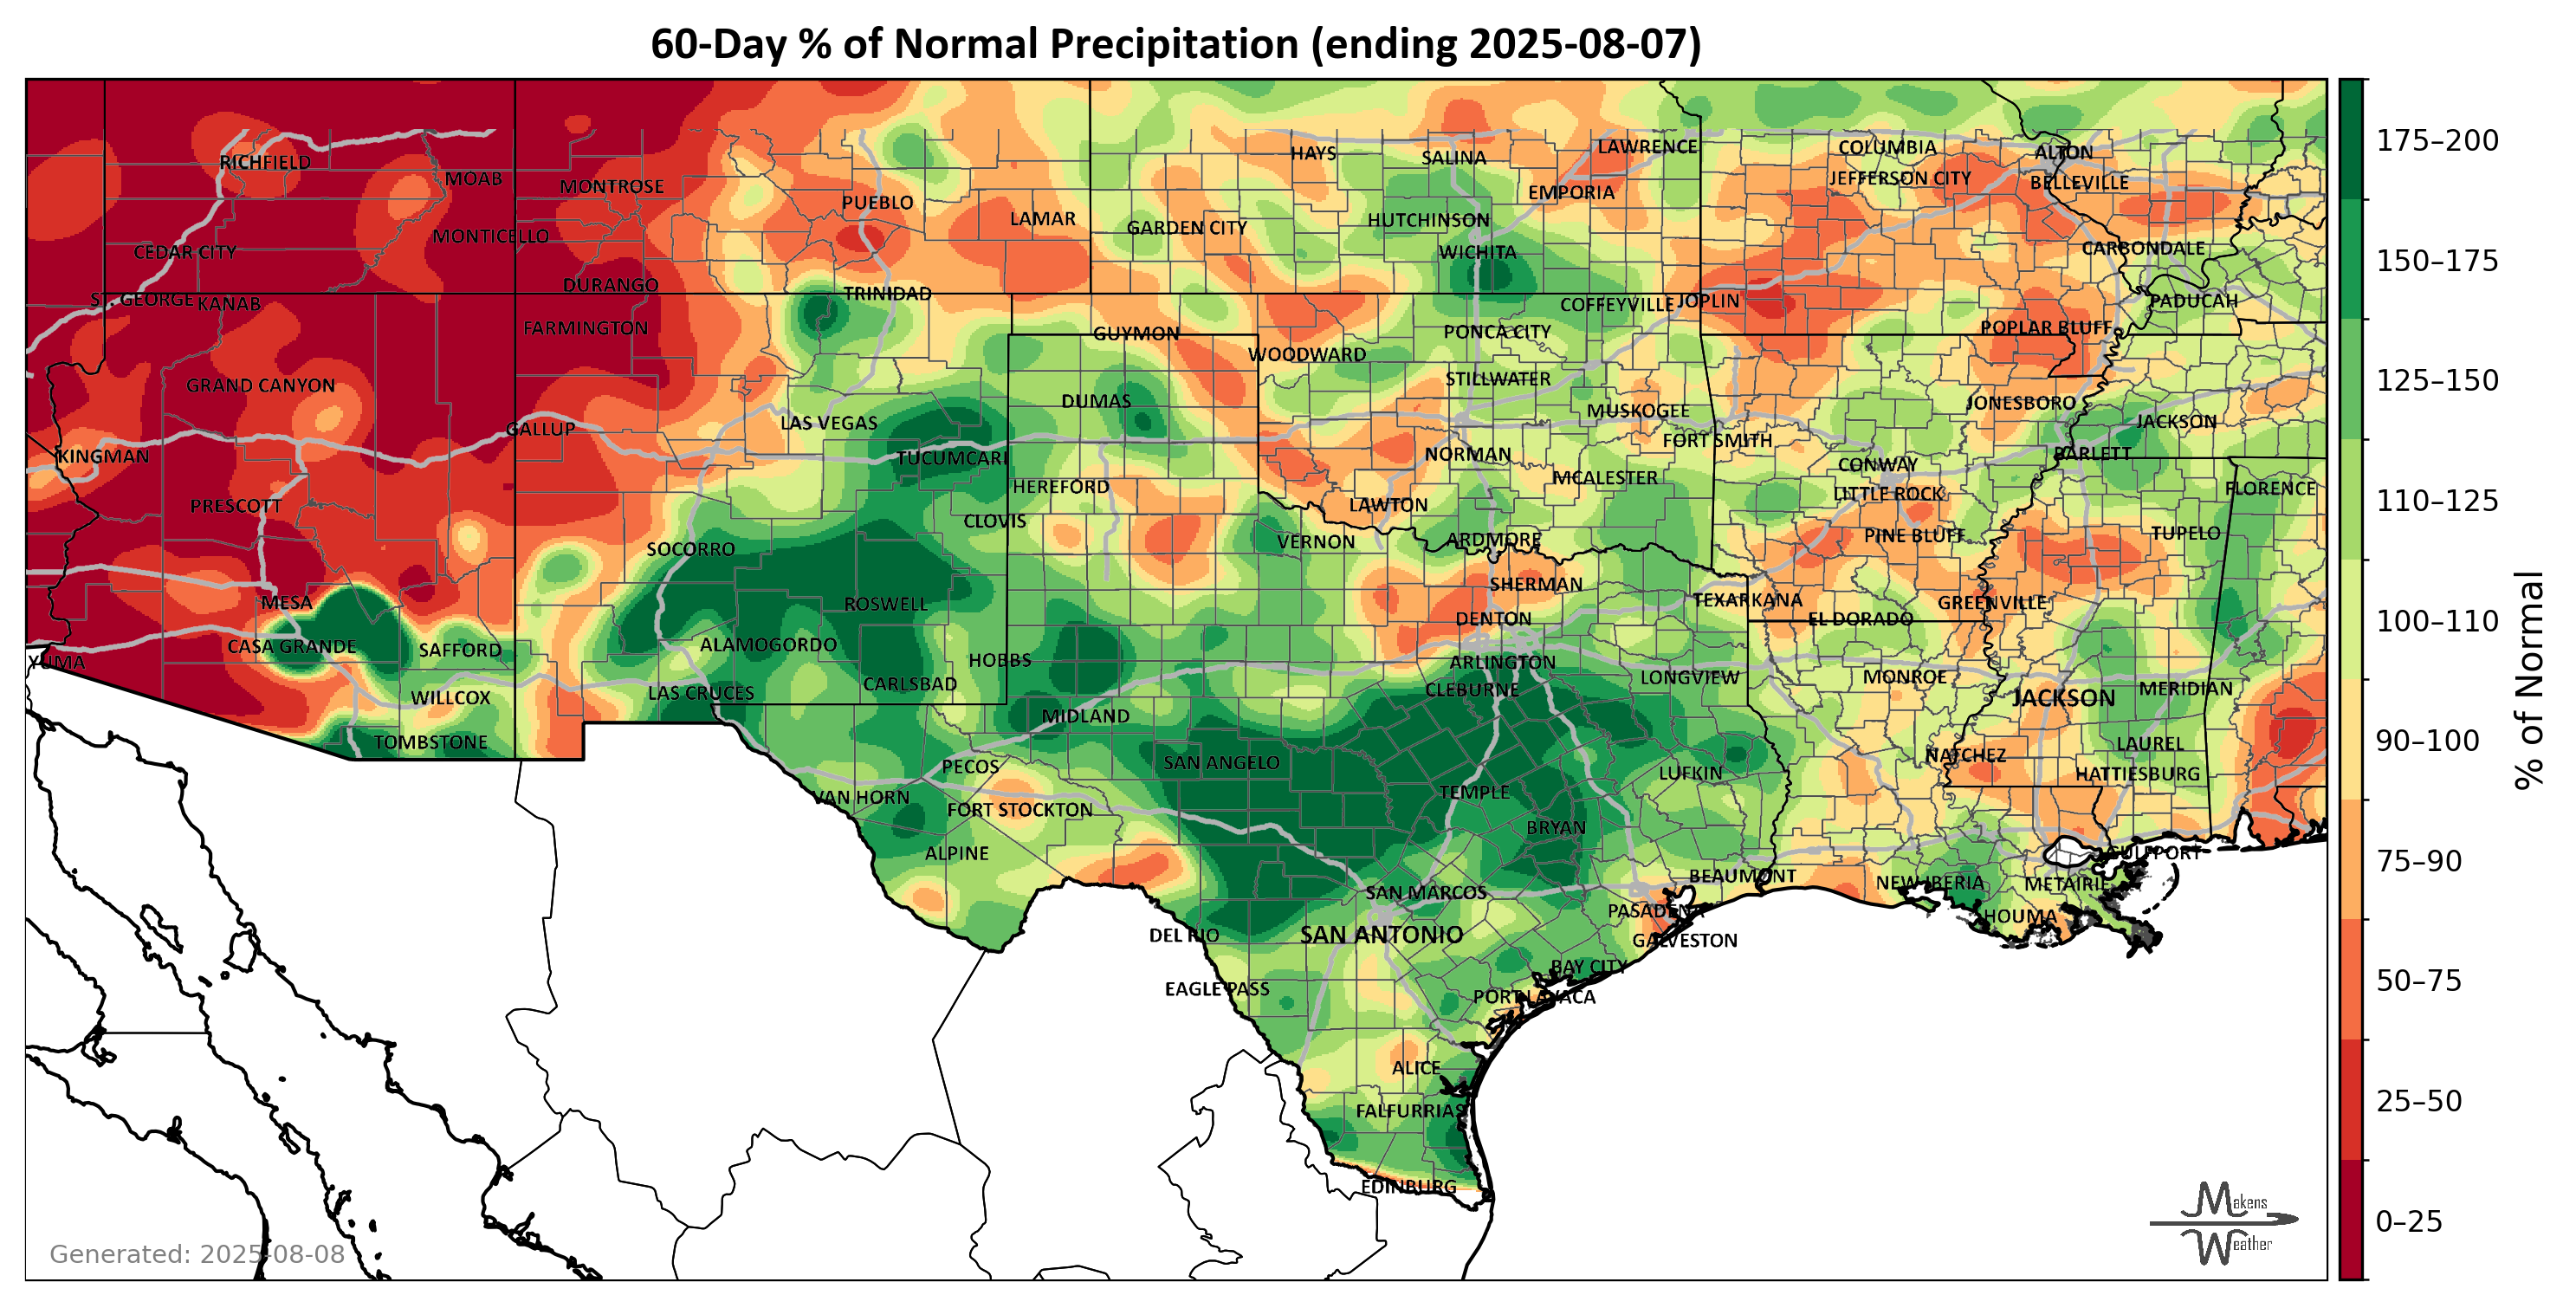 60-Day % of Normal Precipitation (ending 2025-08-07)
RICHFIELD
MOAB
MONTROSE
PUEBLO
LAMAR
HAYS
SALINA
LAWRENCE
COLUMBIA
ALTON
JEFFERSON CITY
BELLEVILLE
EMPORIA
CEDAR CITY
MONTICELLO
GARDEN CITY
HUTCHINSON
WICHITA
CARBONDALE
ST. GEORGE
KANAB
DURANGO
TRINIDAD
COFFEYVILLE
JOPLIN
PADUCAH
FARMINGTON
GUYMON
PONCA CITY
POPLAR BLUFF
WOODWARD
GRAND CANYON
STILLWATER
DUMAS
MUSKOGEE
JONESBORO
JACKSON
GALLUP
LAS VEGAS
FORT SMITH
KINGMAN
TUCUMCARI
NORMAN
BARLETT
CONWAY
PRESCOTT
HEREFORD
MCALESTER
LITTLE ROCK
FLORENCE
LAWTON
CLOVIS
SOCORRO
VERNON
ARDMORE
PINE BLUFF
TUPELO
MESA
ROSWELL
SHERMAN
TEXARKANA
GREENVILLE
DENTON
EL DORADO
CASA GRANDE
SAFFORD
ALAMOGORDO
HOBBS
ARLINGTON
YUMA
WILLCOX
LAS CRUCES
CARLSBAD
CLEBURNE
LONGVIEW
MONROE
JACKSON
MERIDIAN
TOMBSTONE
MIDLAND
PECOS
SAN ANGELO
LUFKIN
NATCHEZ
LAUREL
HATTIESBURG
VAN HORN
FORT STOCKTON
TEMPLE
BRYAN
ALPINE
GULFPORT
SAN MARCOS
BEAUMONT
NEW IBERIA
METAIRIE
PASADENA
HOUMA
DEL RIO
SAN ANTONIO
GALVESTON
BAY CITY
EAGLE PASS
PORT LAVACA
ALICE
FALFURRIAS
EDINBURG
Generated: 2025-08-08
Makens
Weather
175–200
150–175
125–150
110–125
100–110
90–100
75–90
50–75
25–50
0–25
% of Normal